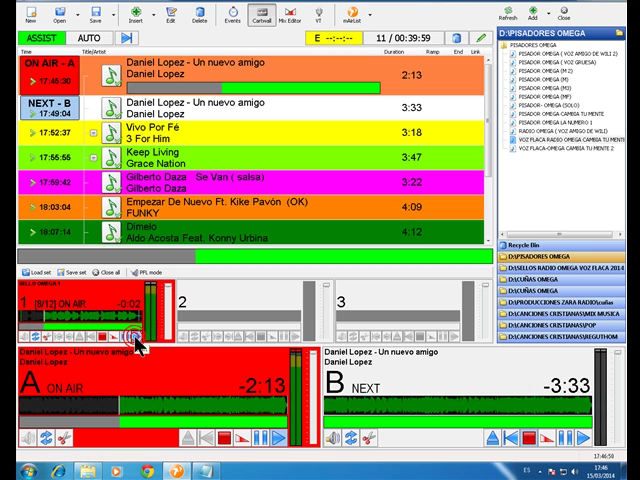 New
Open
Save
Insert
Edit
Delete
Events
Cartwall
Mix Editor
VT
mAirList
Refresh
Add
Close
ASSIST
AUTO
E --:--:--
11 / 00:39:59
Time
Title/Artist
Duration
Ramp
Intro
Link
ON AIR - A
17:45:30
Daniel Lopez - Un nuevo amigo
Daniel Lopez
2:13
NEXT - B
17:49:04
Daniel Lopez - Un nuevo amigo
Daniel Lopez
3:33
17:52:37
Vivo Por Fé
3 For Him
3:18
17:55:55
Keep Living
Grace Nation
3:47
17:59:42
Gilberto Daza Se Van ( salsa)
Gilberto Daza
3:22
18:03:04
Empezar De Nuevo Ft. Kike Pavón (OK)
FUNKY
4:09
18:07:14
Dimelo
Aldo Acosta Feat. Konny Urbina
4:12
D:\PISADORES OMEGA
PISADORES OMEGA
PISADOR OMEGA ( VOZ AMIGO DE WILI 2)
PISADOR OMEGA (VOZ GRUESA)
PISADOR OMEGA (M 2)
PISADOR OMEGA (M)
PISADOR OMEGA (M3)
PISADOR OMEGA (MF)
PISADOR- OMEGA (SOLO)
PISADOR OMEGA CAMBIA TU MENTE
PISADOR OMEGA LA NUMERO 1
RADIO OMEGA ( VOZ AMIGO DE WILI)
VOZ FLACA RADIO OMEGA CAMBIA TU MENTE
VOZ FLACA-OMEGA CAMBIA TU MENTE 2
Recycle Bin
D:\PISADORES OMEGA
D:\SELLOS RADIO OMEGA VOZ FLACA 2014
D:\CUÑAS OMEGA
D:\CUÑAS OMEGA
D:\PRODUCCIONES ZARA RADIO\cuñas
D:\CANCIONES CRISTIANAS\MIX MUSICA
D:\CANCIONES CRISTIANAS\POP
D:\CANCIONES CRISTIANAS\REGUTHOM
Load set
Save set
Close all
PFL mode
SELLO OMEGA 1
1 [8/12] ON AIR -0:02
2
3
Daniel Lopez - Un nuevo amigo
Daniel Lopez
A ON AIR -2:13
Daniel Lopez - Un nuevo amigo
Daniel Lopez
B NEXT -3:33
17:46:50
ES
17:46
15/03/2014